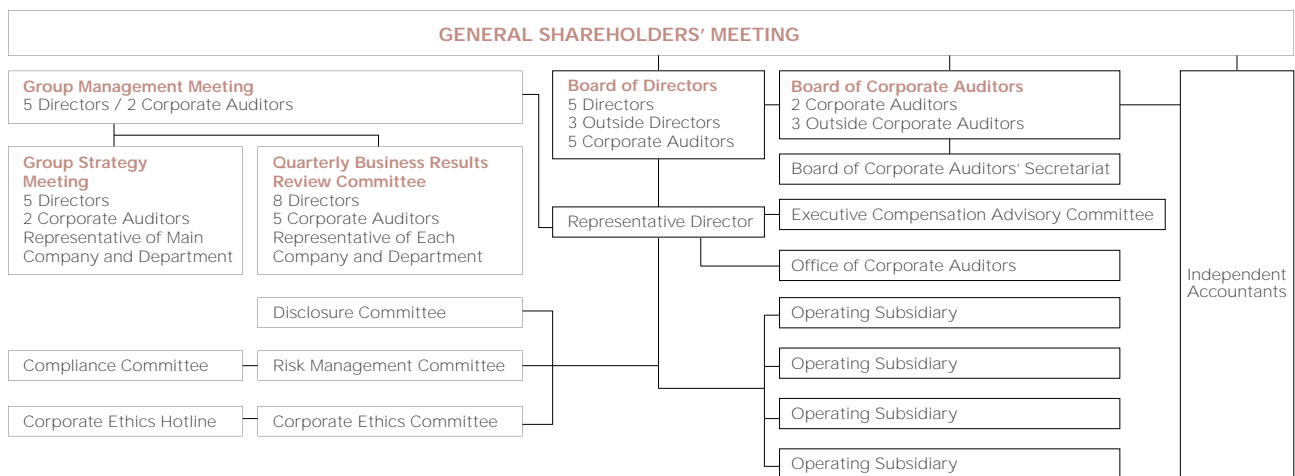 GENERAL SHAREHOLDERS’ MEETING
Group Management Meeting
5 Directors / 2 Corporate Auditors
Group Strategy
Meeting
5 Directors
2 Corporate Auditors
Representative of Main
Company and Department
Quarterly Business Results
Review Committee
8 Directors
5 Corporate Auditors
Representative of Each
Company and Department
Disclosure Committee
Compliance Committee
Risk Management Committee
Corporate Ethics Hotline
Corporate Ethics Committee
Board of Directors
5 Directors
3 Outside Directors
5 Corporate Auditors
Representative Director
Board of Corporate Auditors
2 Corporate Auditors
3 Outside Corporate Auditors
Board of Corporate Auditors’ Secretariat
Executive Compensation Advisory Committee
Office of Corporate Auditors
Operating Subsidiary
Operating Subsidiary
Operating Subsidiary
Operating Subsidiary
Independent
Accountants